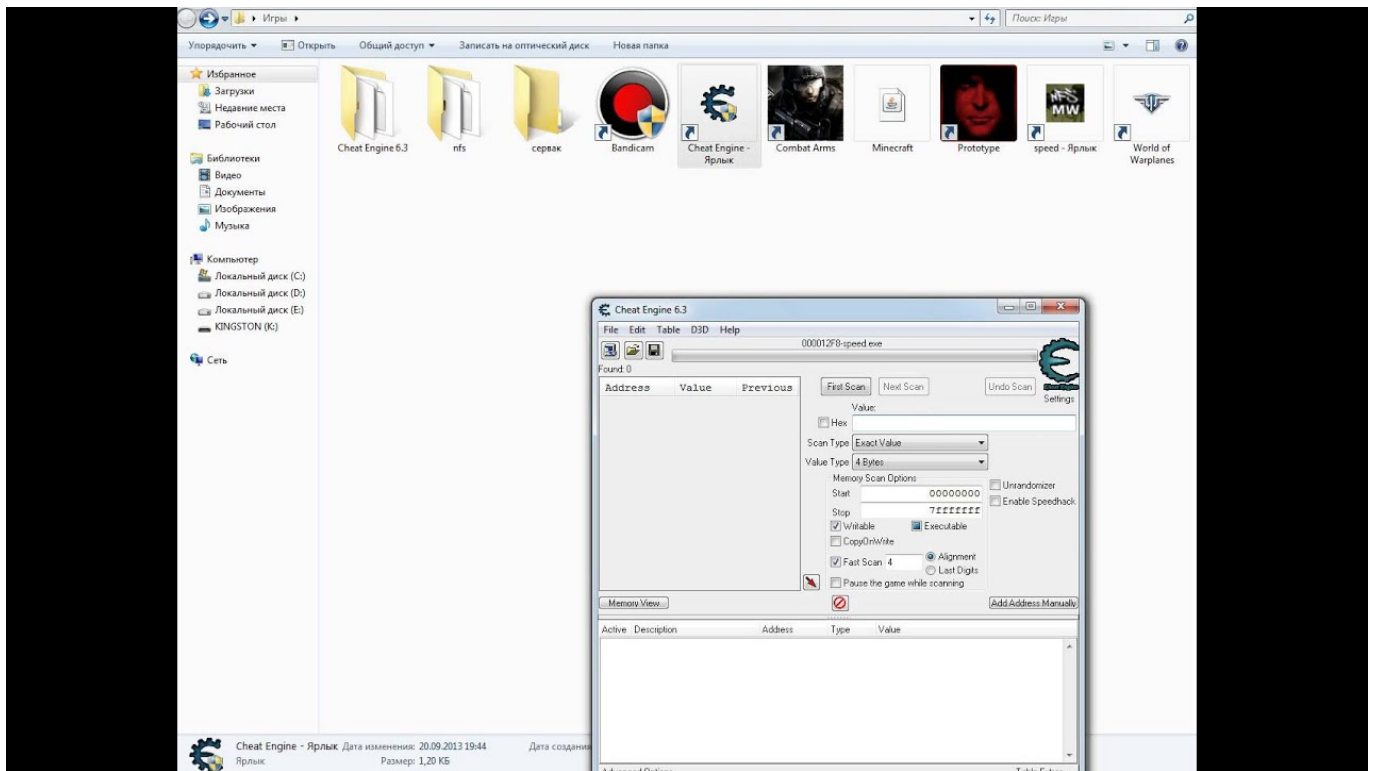 Игры
Поиск: Игры
Упорядочить
Открыть
Общий доступ
Записать на оптический диск
Новая папка
Избранное
Загрузки
Недавние места
Рабочий стол
Библиотеки
Видео
Документы
Изображения
Музыка
Компьютер
Локальный диск (C:)
Локальный диск (D:)
Локальный диск (E:)
KINGSTON (K:)
Сеть
Cheat Engine 6.3
nfs
сервак
Bandicam
Cheat Engine -
Ярлык
Combat Arms
Minecraft
Prototype
NFS
MW
speed - Ярлык
World of
Warplanes
Cheat Engine 6.3
File Edit Table D3D Help
000012F8-speed.exe
Found: 0
Address Value Previous
First Scan Next Scan Undo Scan
Settings
Value:
Hex
Scan Type Exact Value
Value Type 4 Bytes
Memory Scan Options
Start 00000000
Stop 7fffffff
Unrandomizer
Enable Speedhack
Writable Executable
CopyOnWrite
Fast Scan 4 Alignment
Last Digits
Pause the game while scanning
Memory View
Add Address Manually
Active Description Address Type Value
Advanced Options
Table Extras
Cheat Engine - Ярлык Дата изменения: 20.09.2013 19:44 Дата создания
Ярлык Размер: 1,20 КБ